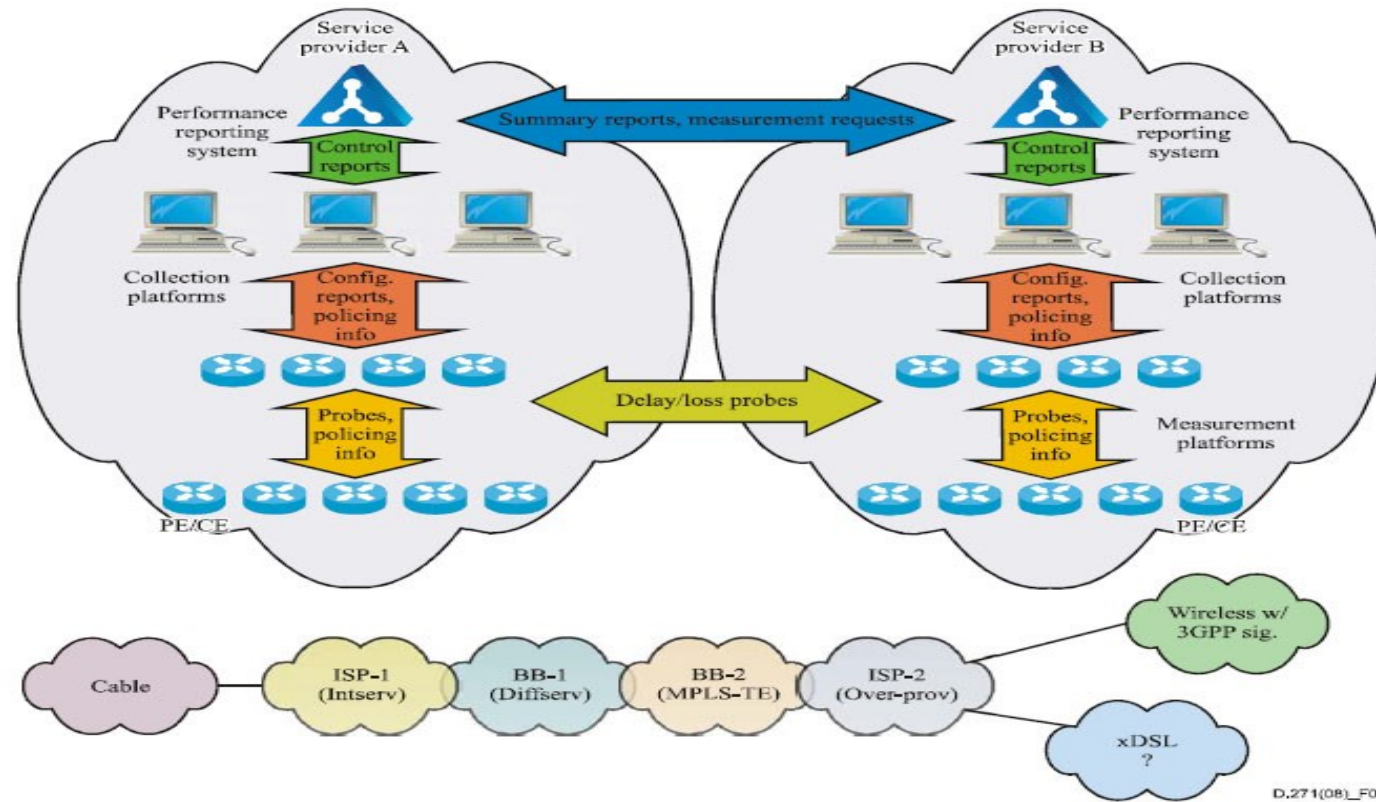 Service
provider A
Service
provider B
Performance
reporting
system
Summary reports, measurement requests
Performance
reporting
system
Control
reports
Control
reports
Collection
platforms
Config.
reports,
policing
info
Config.
reports,
policing
info
Collection
platforms
Delay/loss probes
Probes,
policing
info
Probes,
policing
info
Measurement
platforms
PE/CE
PE/CE
Cable
ISP-1
(Intserv)
BB-1
(Diffserv)
BB-2
(MPLS-TE)
ISP-2
(Over-prov)
Wireless w/
3GPP sig.
xDSL
?
D.271(08)_F0